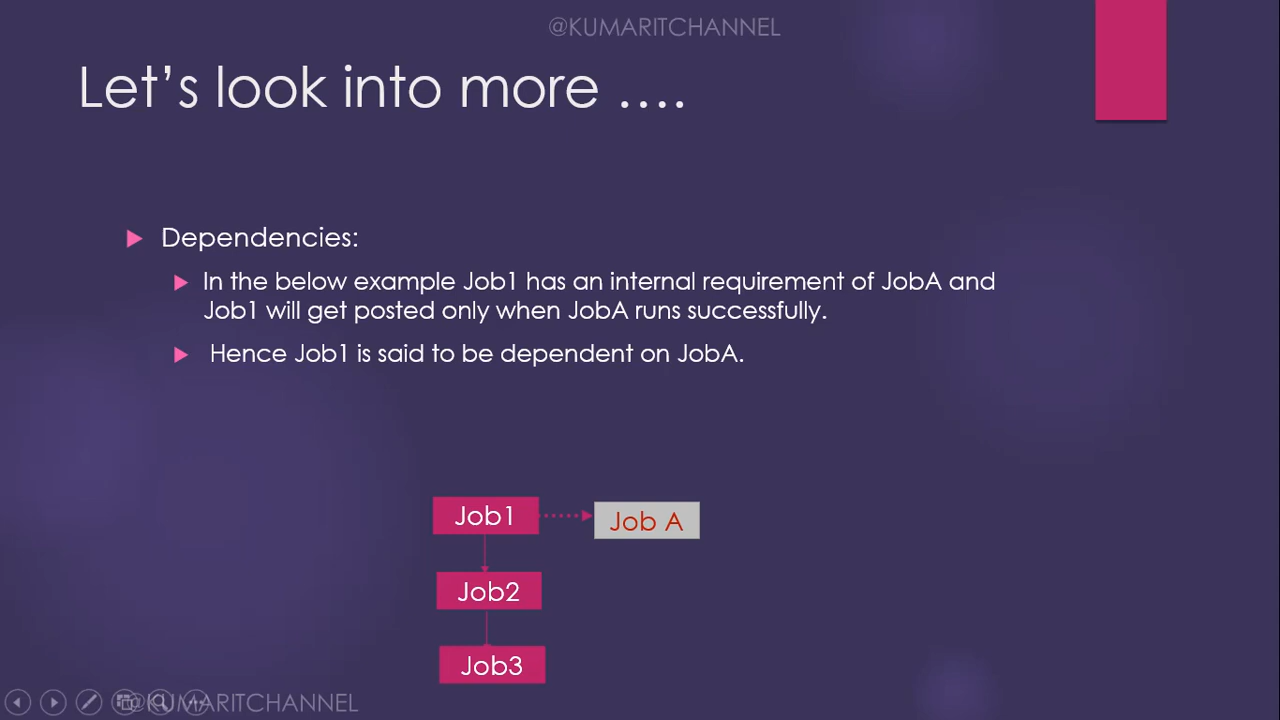 @KUMARITCHANNEL
Let’s look into more ....
Dependencies:
In the below example Job1 has an internal requirement of JobA and
Job1 will get posted only when JobA runs successfully.
Hence Job1 is said to be dependent on JobA.
Job1
Job A
Job2
Job3
@KUMARITCHANNEL